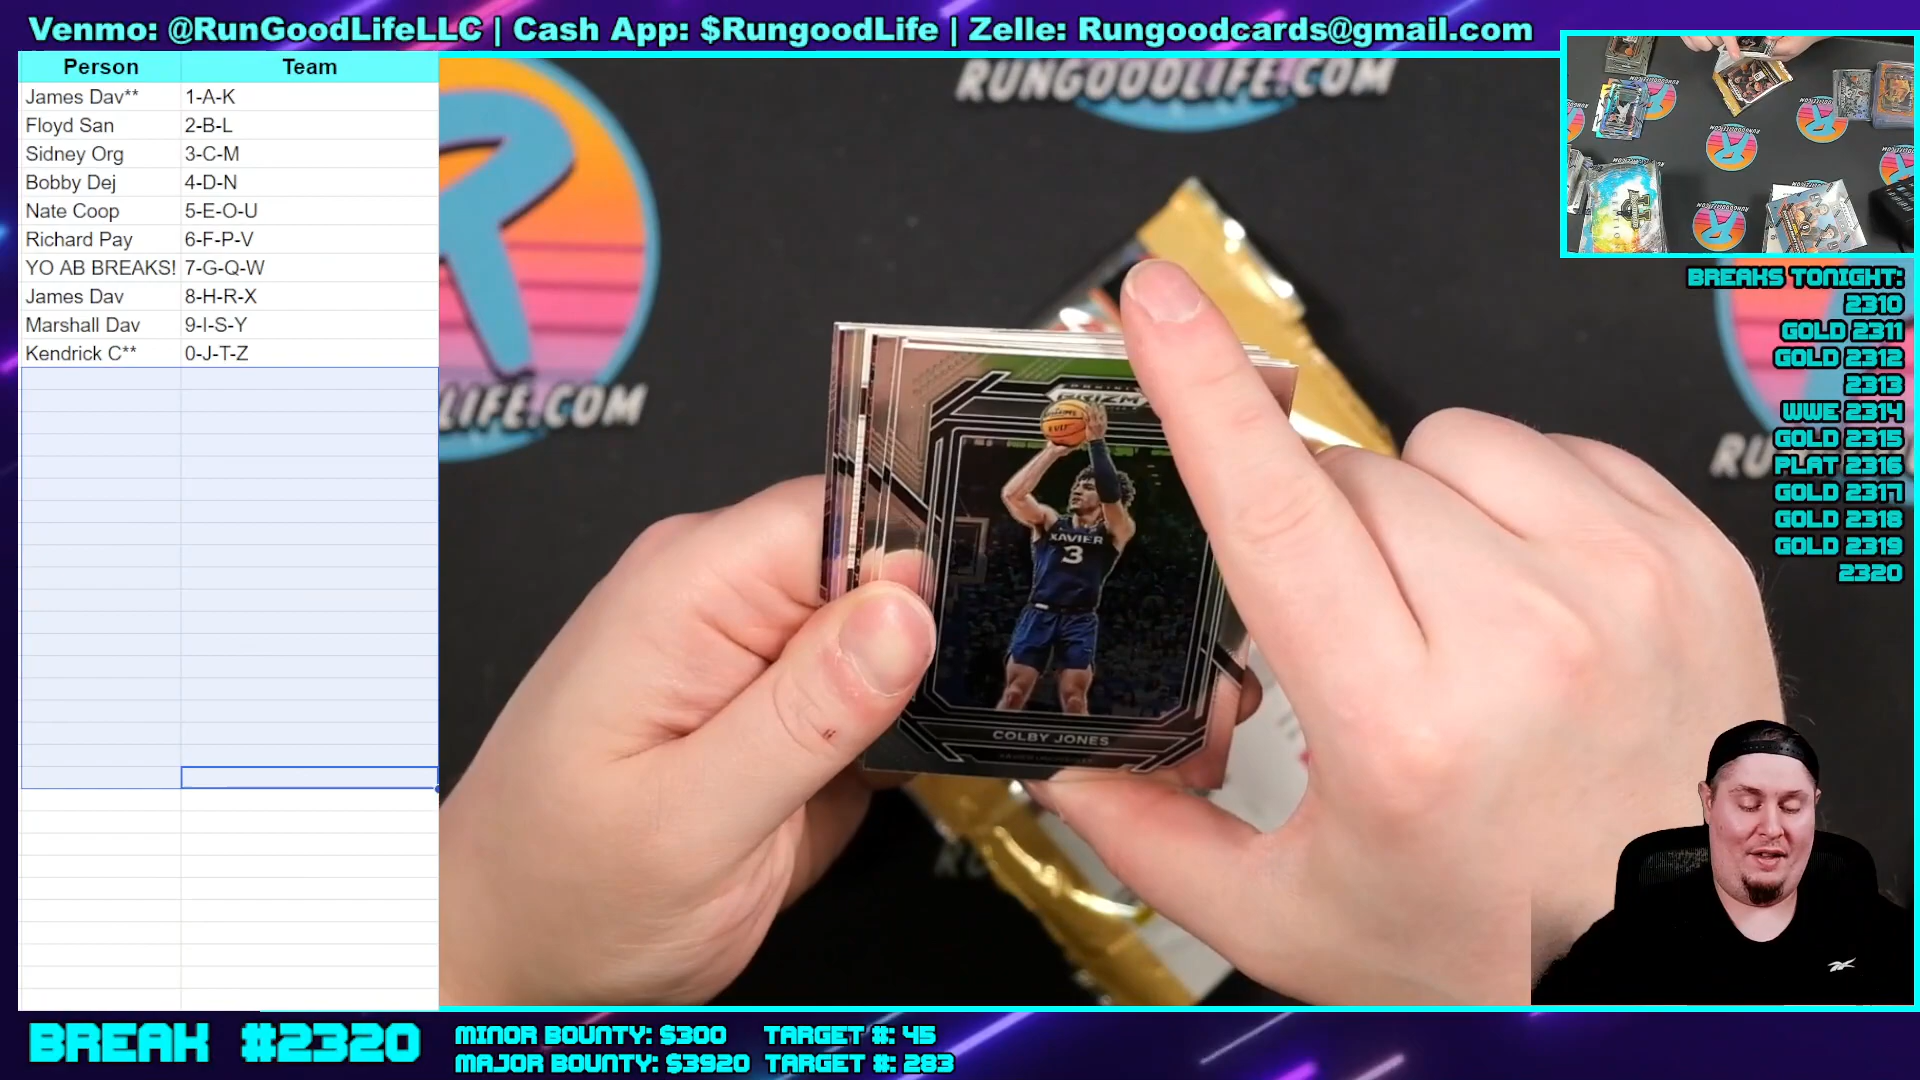 Venmo: @RunGoodLifeLLC | Cash App: $RungoodLife | Zelle: Rungoodcards@gmail.com
Person Team
James Dav** 1-A-K
Floyd San 2-B-L
Sidney Org 3-C-M
Bobby Dej 4-D-N
Nate Coop 5-E-O-U
Richard Pay 6-F-P-V
YO AB BREAKS! 7-G-Q-W
James Dav 8-H-R-X
Marshall Dav 9-I-S-Y
Kendrick C** 0-J-T-Z
RUNGOODLIFE.COM
LIFE.COM
PRIZM
XAVIER
3
COLBY JONES
BREAKS TONIGHT:
2310
GOLD 2311
GOLD 2312
2313
WWE 2314
GOLD 2315
PLAT 2316
GOLD 2317
GOLD 2318
GOLD 2319
2320
BREAK #2320
MINOR BOUNTY: $300 TARGET #: 45
MAJOR BOUNTY: $3920 TARGET #: 283